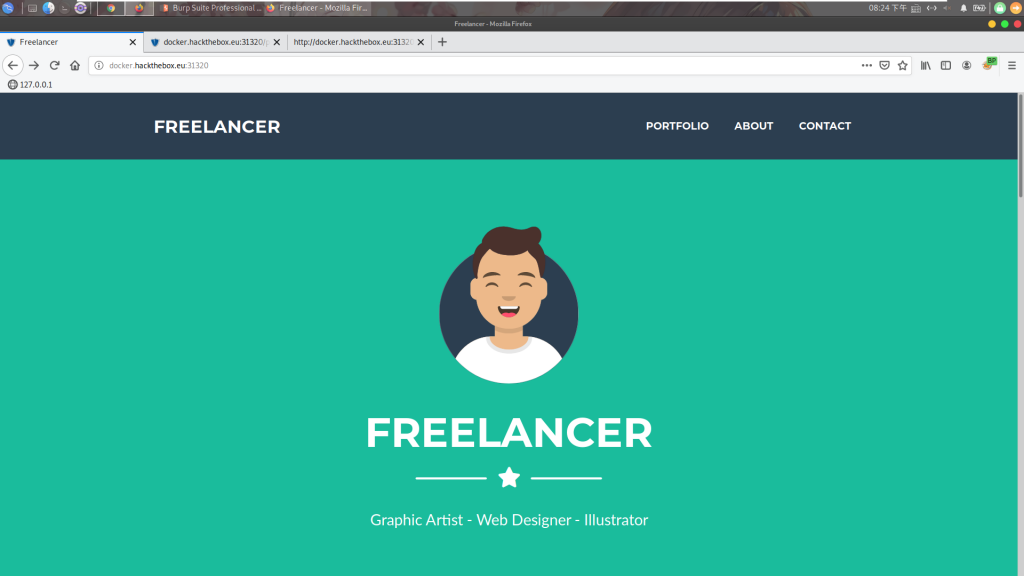 Burp Suite Professional ...
Freelancer - Mozilla Fir...
08:24 下午
Freelancer - Mozilla Firefox
Freelancer
docker.hackthebox.eu:31320/
http://docker.hackthebox.eu:3132
docker.hackthebox.eu:31320
BP
127.0.0.1
FREELANCER
PORTFOLIO
ABOUT
CONTACT
FREELANCER
Graphic Artist - Web Designer - Illustrator